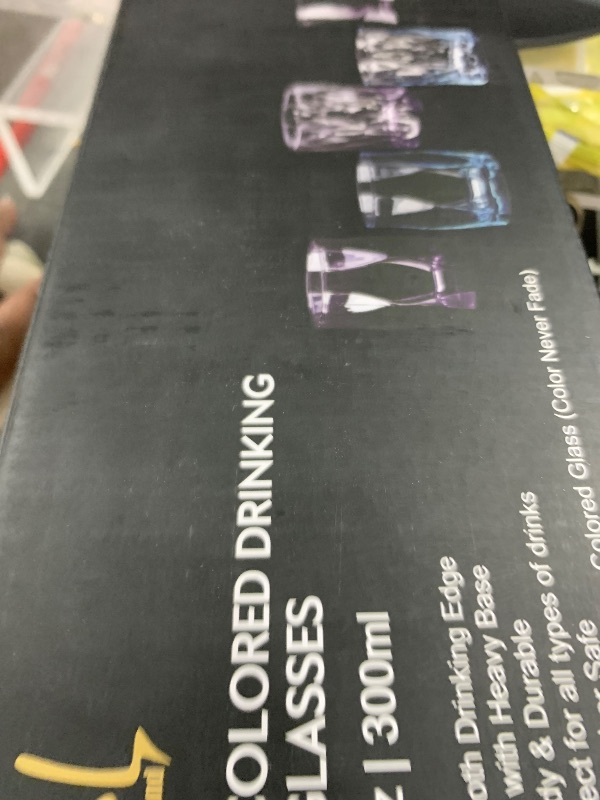 COLORED DRINKING
GLASSES
z | 300ml
oth Drinking Edge
with Heavy Base
dy & Durable
ect for all types of drinks
Safe
Colored Glass (Color Never Fade)